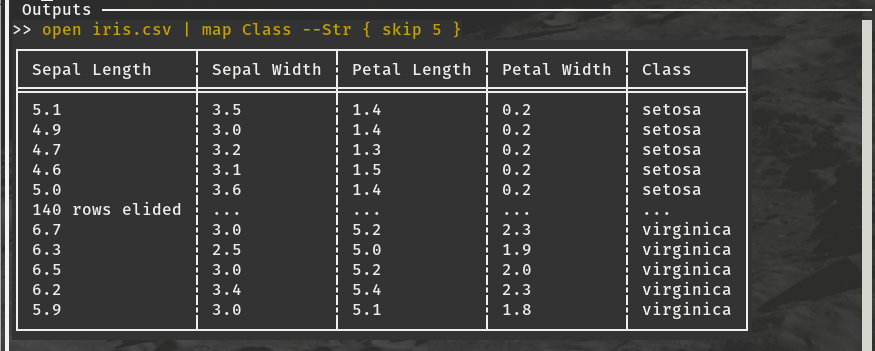 Outputs
>> open iris.csv | map Class --Str { skip 5 }
Sepal Length Sepal Width Petal Length Petal Width Class
5.1 3.5 1.4 0.2 setosa
4.9 3.0 1.4 0.2 setosa
4.7 3.2 1.3 0.2 setosa
4.6 3.1 1.5 0.2 setosa
5.0 3.6 1.4 0.2 setosa
140 rows elided ... ... ... ...
6.7 3.0 5.2 2.3 virginica
6.3 2.5 5.0 1.9 virginica
6.5 3.0 5.2 2.0 virginica
6.2 3.4 5.4 2.3 virginica
5.9 3.0 5.1 1.8 virginica